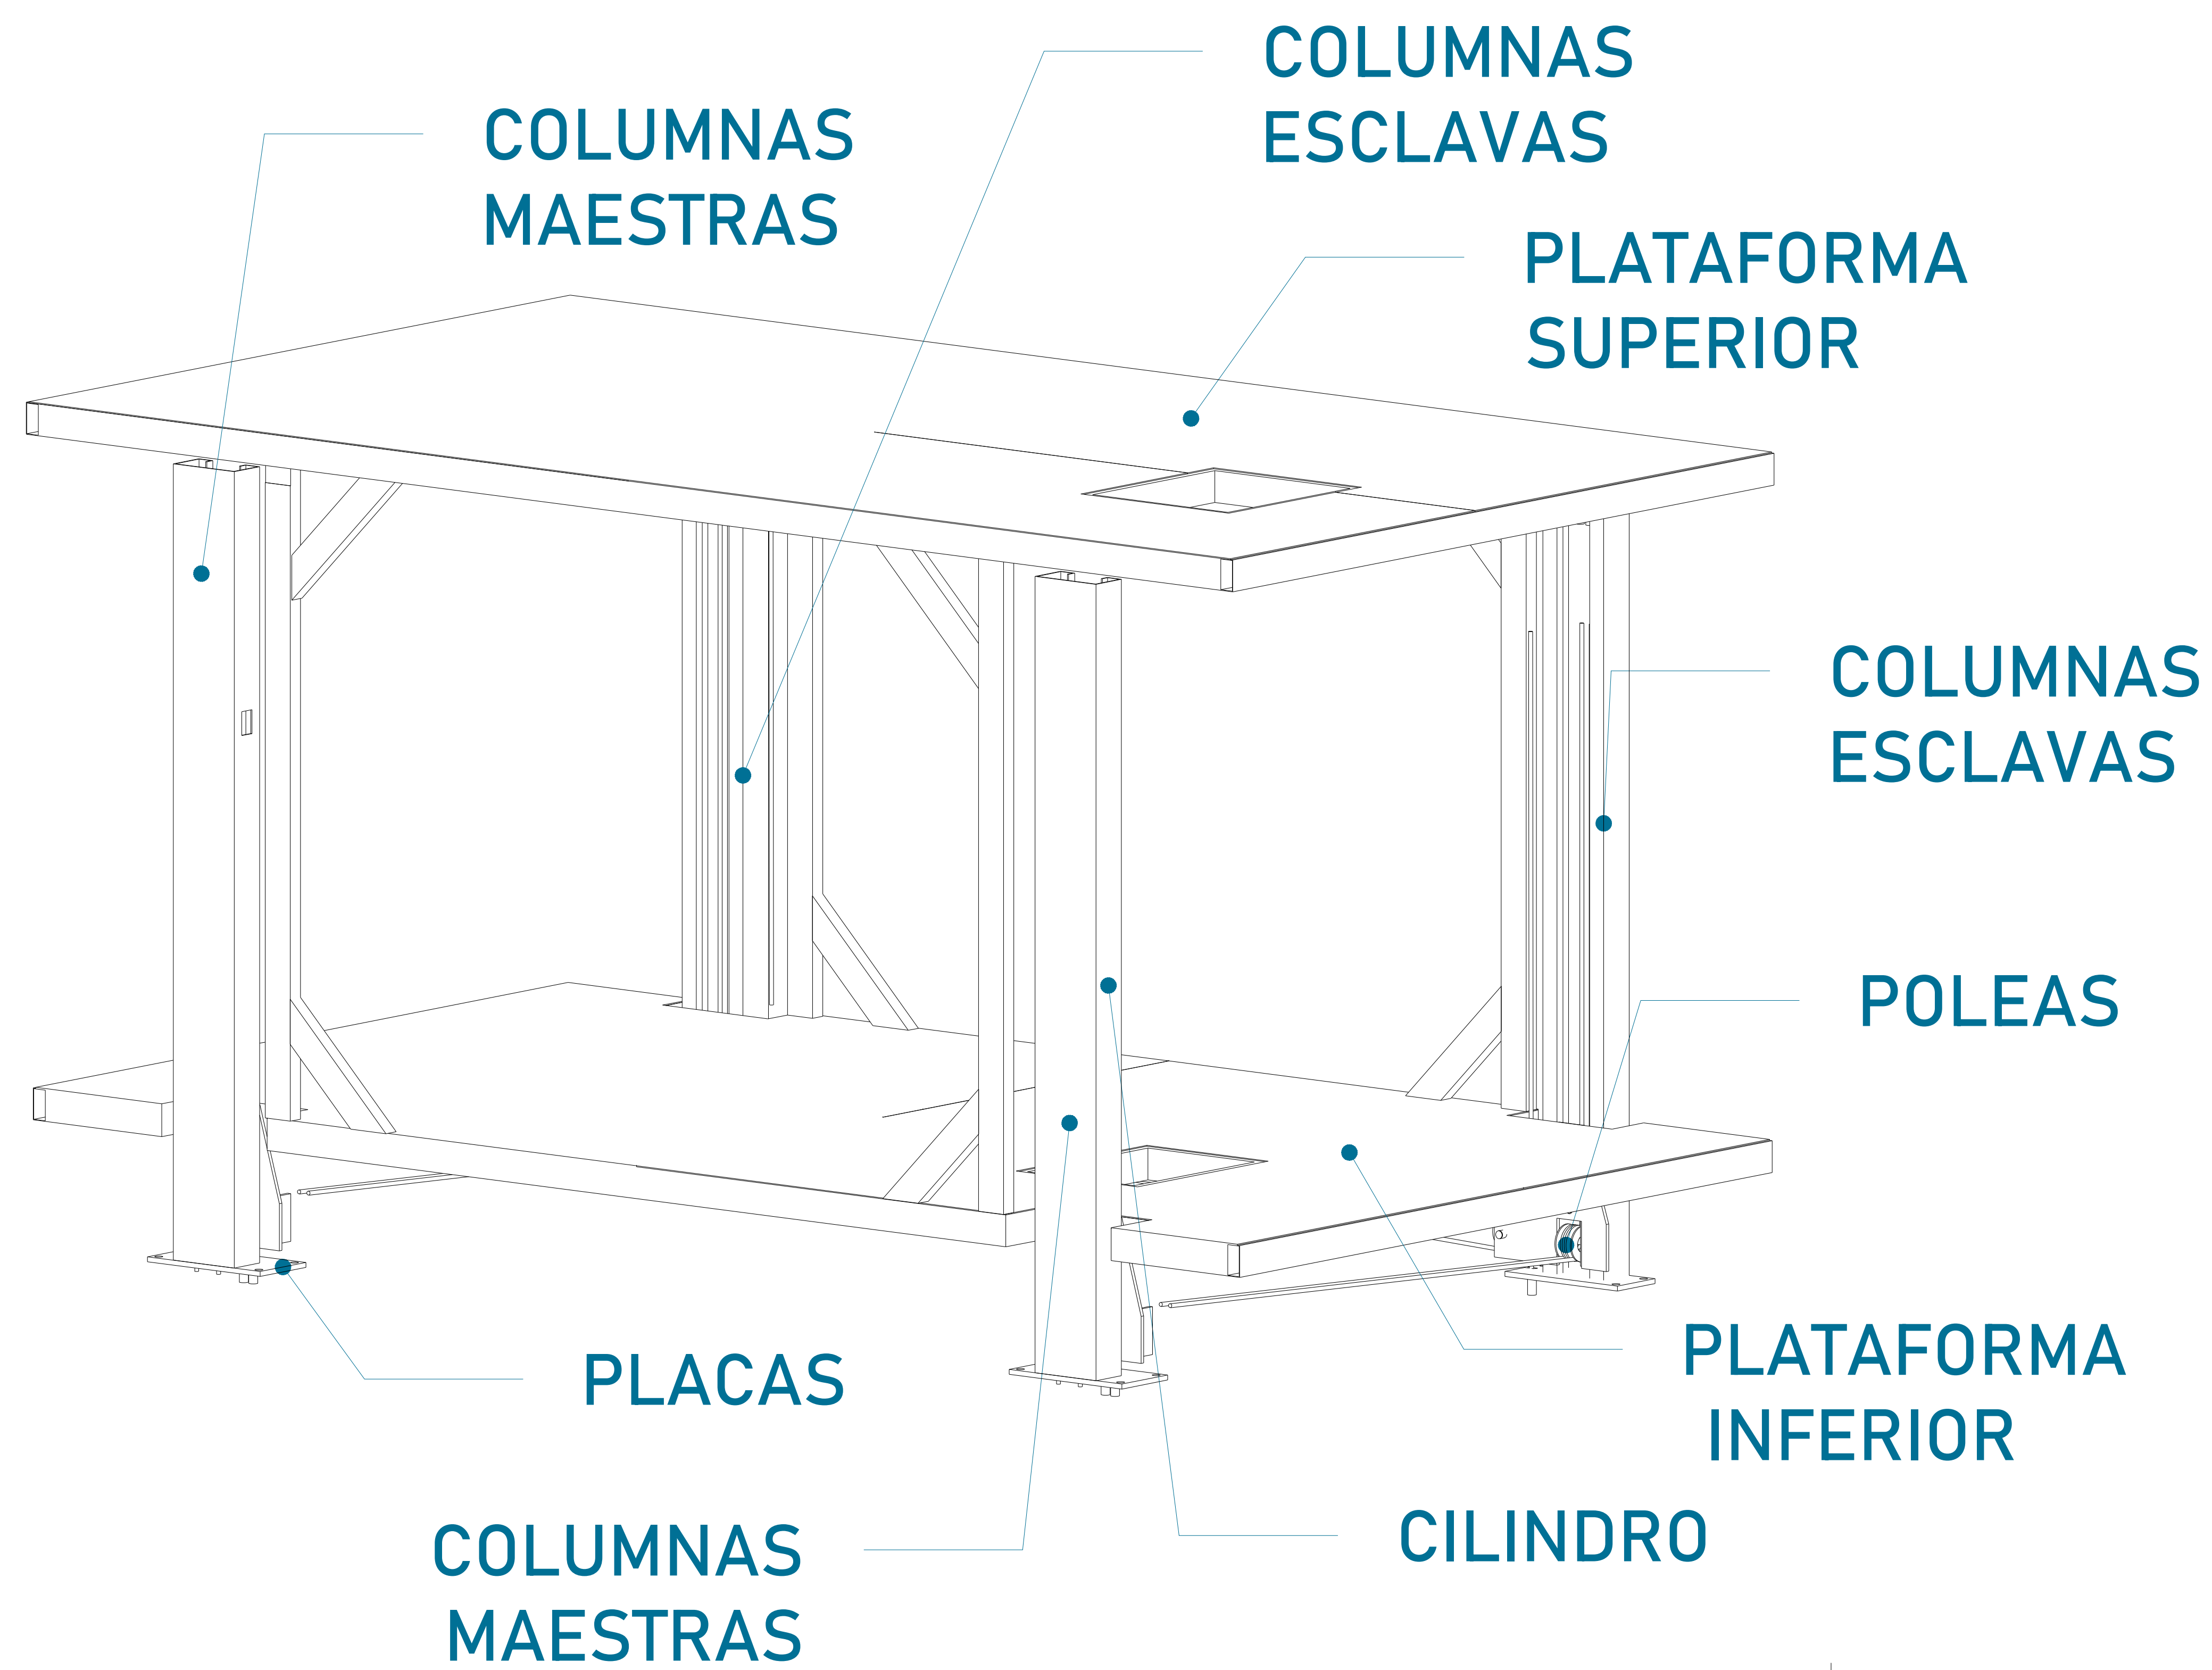 COLUMNAS
ESCLAVAS
COLUMNAS
MAESTRAS
PLATAFORMA
SUPERIOR
COLUMNAS
ESCLAVAS
POLEAS
PLATAFORMA
INFERIOR
PLACAS
CILINDRO
COLUMNAS
MAESTRAS